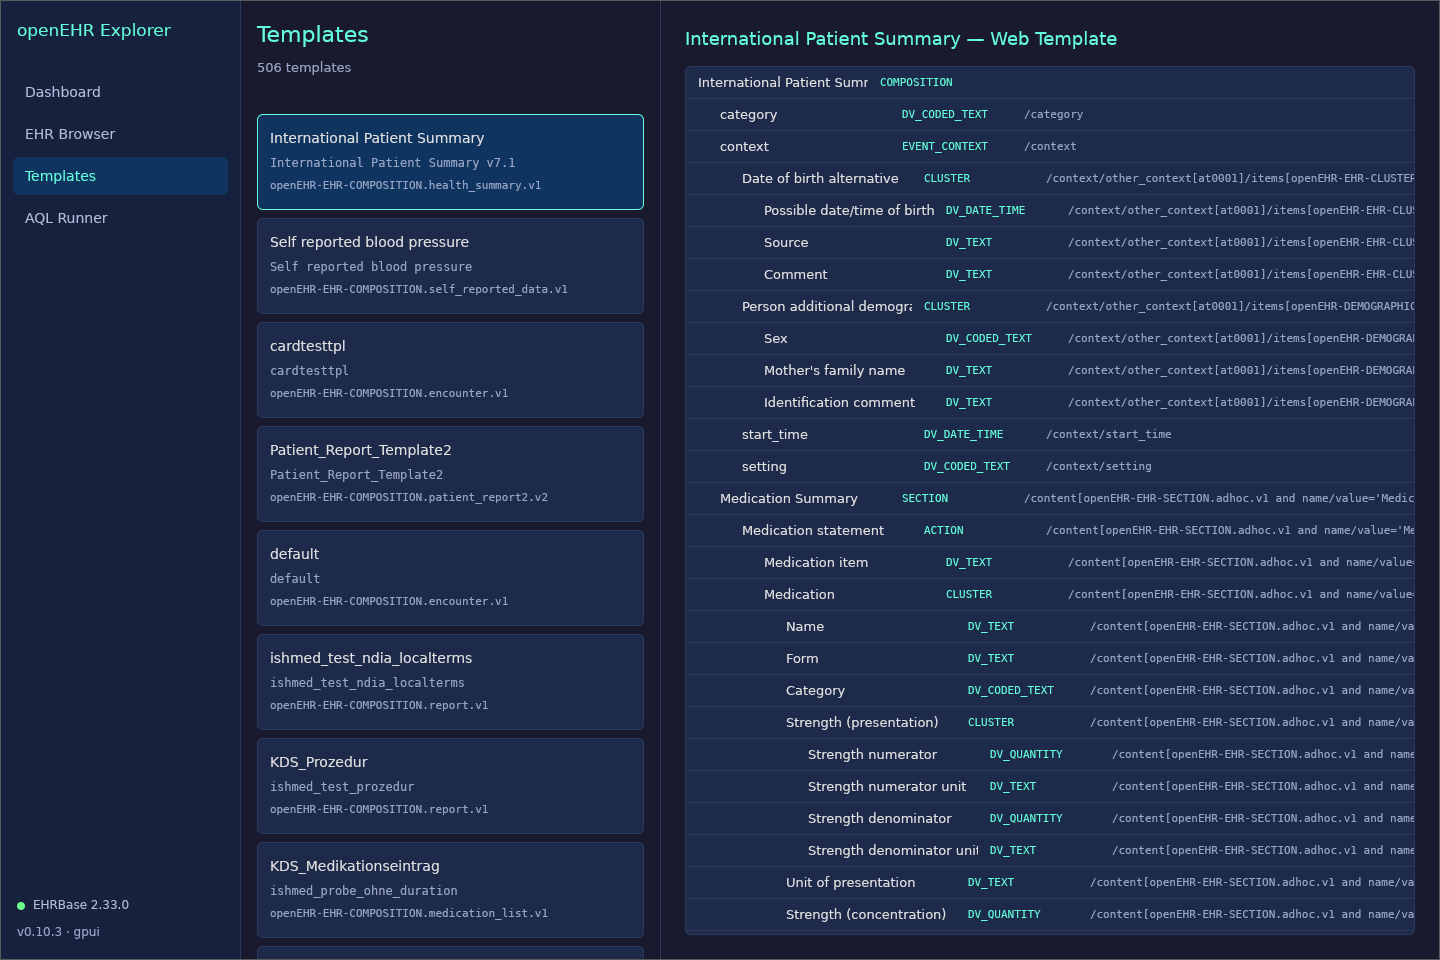 openEHR Explorer
Dashboard
EHR Browser
Templates
AQL Runner
EHRBase 2.33.0
v0.10.3 · gpui
Templates
506 templates
International Patient Summary
International Patient Summary v7.1
openEHR-EHR-COMPOSITION.health_summary.v1
Self reported blood pressure
Self reported blood pressure
openEHR-EHR-COMPOSITION.self_reported_data.v1
cardtesttpl
cardtesttpl
openEHR-EHR-COMPOSITION.encounter.v1
Patient_Report_Template2
Patient_Report_Template2
openEHR-EHR-COMPOSITION.patient_report2.v2
default
default
openEHR-EHR-COMPOSITION.encounter.v1
ishmed_test_ndia_localterms
ishmed_test_ndia_localterms
openEHR-EHR-COMPOSITION.report.v1
KDS_Prozedur
ishmed_test_prozedur
openEHR-EHR-COMPOSITION.report.v1
KDS_Medikationseintrag
ishmed_probe_ohne_duration
openEHR-EHR-COMPOSITION.medication_list.v1
International Patient Summary — Web Template
International Patient Summ COMPOSITION
category DV_CODED_TEXT /category
context EVENT_CONTEXT /context
Date of birth alternative CLUSTER /context/other_context[at0001]/items[openEHR-EHR-CLUSTER
Possible date/time of birth DV_DATE_TIME /context/other_context[at0001]/items[openEHR-EHR-CLUS
Source DV_TEXT /context/other_context[at0001]/items[openEHR-EHR-CLUS
Comment DV_TEXT /context/other_context[at0001]/items[openEHR-EHR-CLUS
Person additional demogra CLUSTER /context/other_context[at0001]/items[openEHR-DEMOGRAPHIC
Sex DV_CODED_TEXT /context/other_context[at0001]/items[openEHR-DEMOGRAP
Mother's family name DV_TEXT /context/other_context[at0001]/items[openEHR-DEMOGRAP
Identification comment DV_TEXT /context/other_context[at0001]/items[openEHR-DEMOGRAP
start_time DV_DATE_TIME /context/start_time
setting DV_CODED_TEXT /context/setting
Medication Summary SECTION /content[openEHR-EHR-SECTION.adhoc.v1 and name/value='Medic
Medication statement ACTION /content[openEHR-EHR-SECTION.adhoc.v1 and name/value='Me
Medication item DV_TEXT /content[openEHR-EHR-SECTION.adhoc.v1 and name/value=
Medication CLUSTER /content[openEHR-EHR-SECTION.adhoc.v1 and name/value=
Name DV_TEXT /content[openEHR-EHR-SECTION.adhoc.v1 and name/va
Form DV_TEXT /content[openEHR-EHR-SECTION.adhoc.v1 and name/va
Category DV_CODED_TEXT /content[openEHR-EHR-SECTION.adhoc.v1 and name/va
Strength (presentation) CLUSTER /content[openEHR-EHR-SECTION.adhoc.v1 and name/va
Strength numerator DV_QUANTITY /content[openEHR-EHR-SECTION.adhoc.v1 and name
Strength numerator unit DV_TEXT /content[openEHR-EHR-SECTION.adhoc.v1 and name
Strength denominator DV_QUANTITY /content[openEHR-EHR-SECTION.adhoc.v1 and name
Strength denominator unit DV_TEXT /content[openEHR-EHR-SECTION.adhoc.v1 and name
Unit of presentation DV_TEXT /content[openEHR-EHR-SECTION.adhoc.v1 and name/va
Strength (concentration) DV_QUANTITY /content[openEHR-EHR-SECTION.adhoc.v1 and name/va